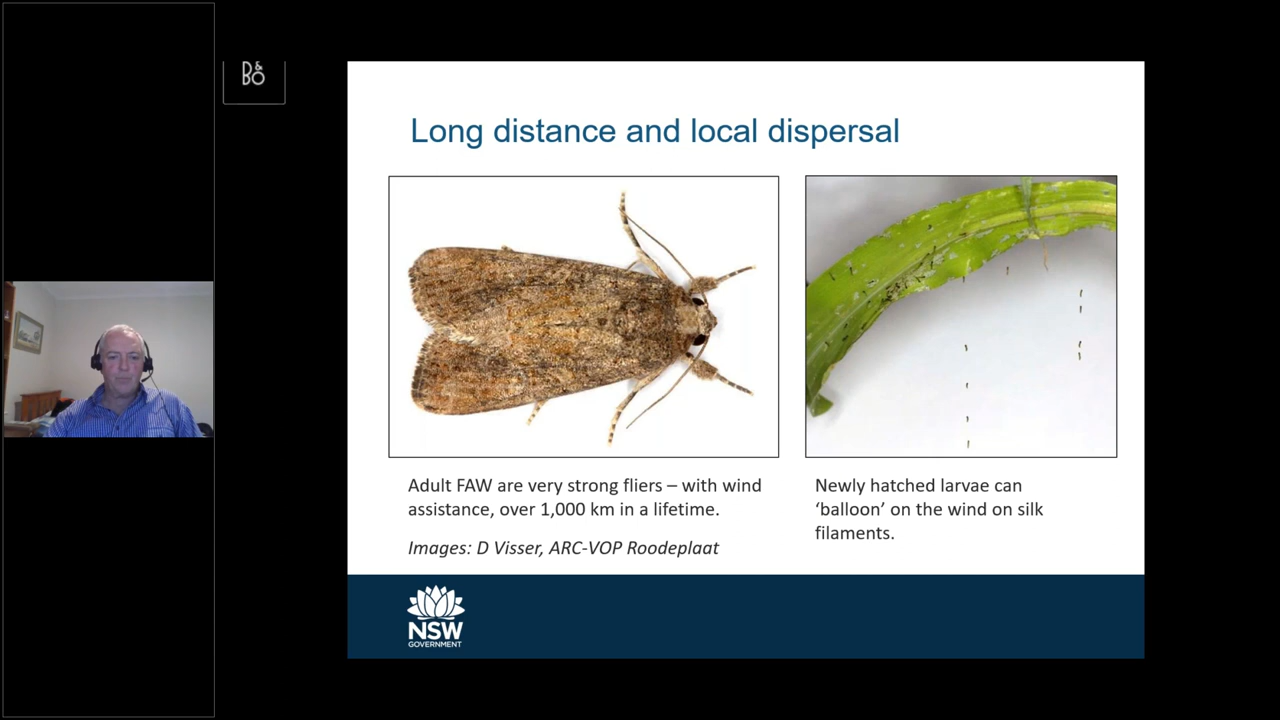 B&
BO
Long distance and local dispersal
Adult FAW are very strong fliers – with wind
assistance, over 1,000 km in a lifetime.
Images: D Visser, ARC-VOP Roodeplaat
Newly hatched larvae can
‘balloon’ on the wind on silk
filaments.
NSW
GOVERNMENT